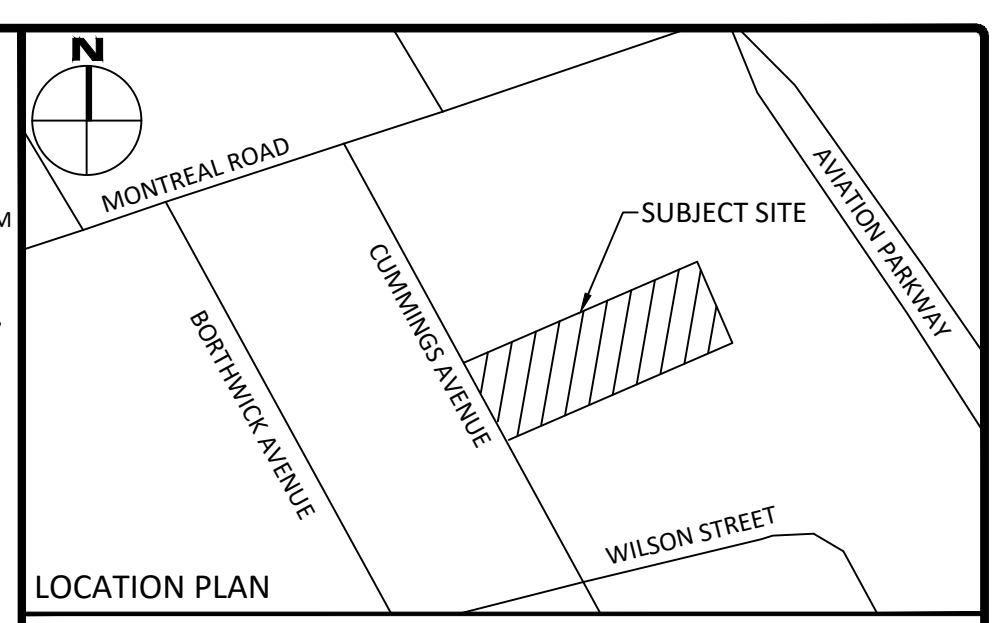 N
MONTREAL ROAD
M
SUBJECT SITE
AVIATION PARKWAY
CUMMINGS AVENUE
BORTHWICK AVENUE
WILSON STREET
LOCATION PLAN